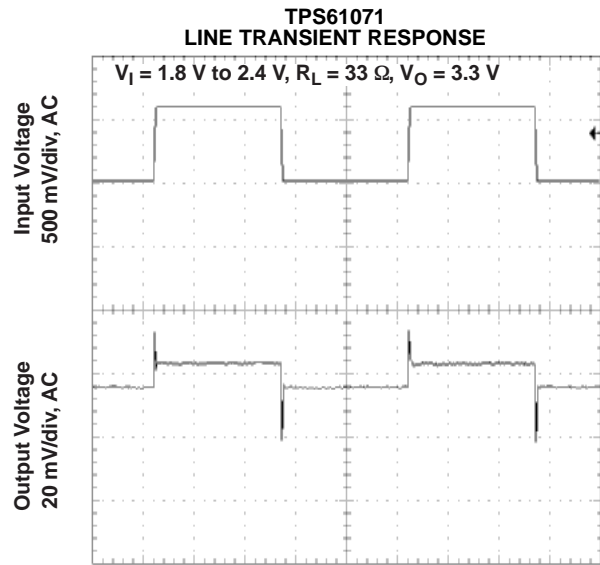 TPS61071
LINE TRANSIENT RESPONSE
V_I = 1.8 V to 2.4 V, R_L = 33 Ω, V_O = 3.3 V
Input Voltage
500 mV/div, AC
Output Voltage
20 mV/div, AC